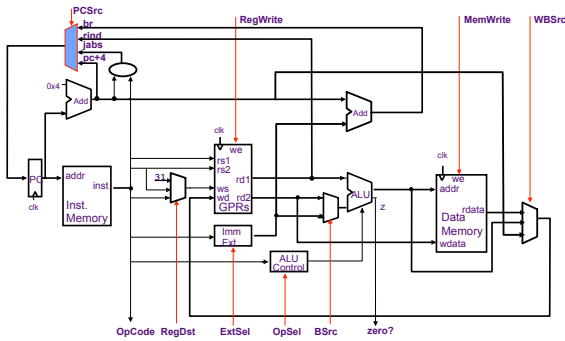 PCSrc
br
rind
jabs
pc+4
RegWrite
MemWrite
WBSrc
0x4
Add
Add
clk
we
rs1
rs2
rd1
ws
wd
rd2
GPRs
31
PC
clk
addr
inst
Inst.
Memory
Imm
Ext
ALU
Control
ALU
z
clk
we
addr
rdata
Data
Memory
wdata
OpCode
RegDst
ExtSel
OpSel
BSrc
zero?